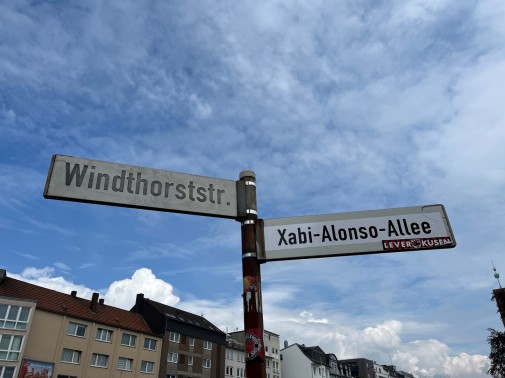 Windthorststr.
Xabi-Alonso-Allee
LEVERKUSEN